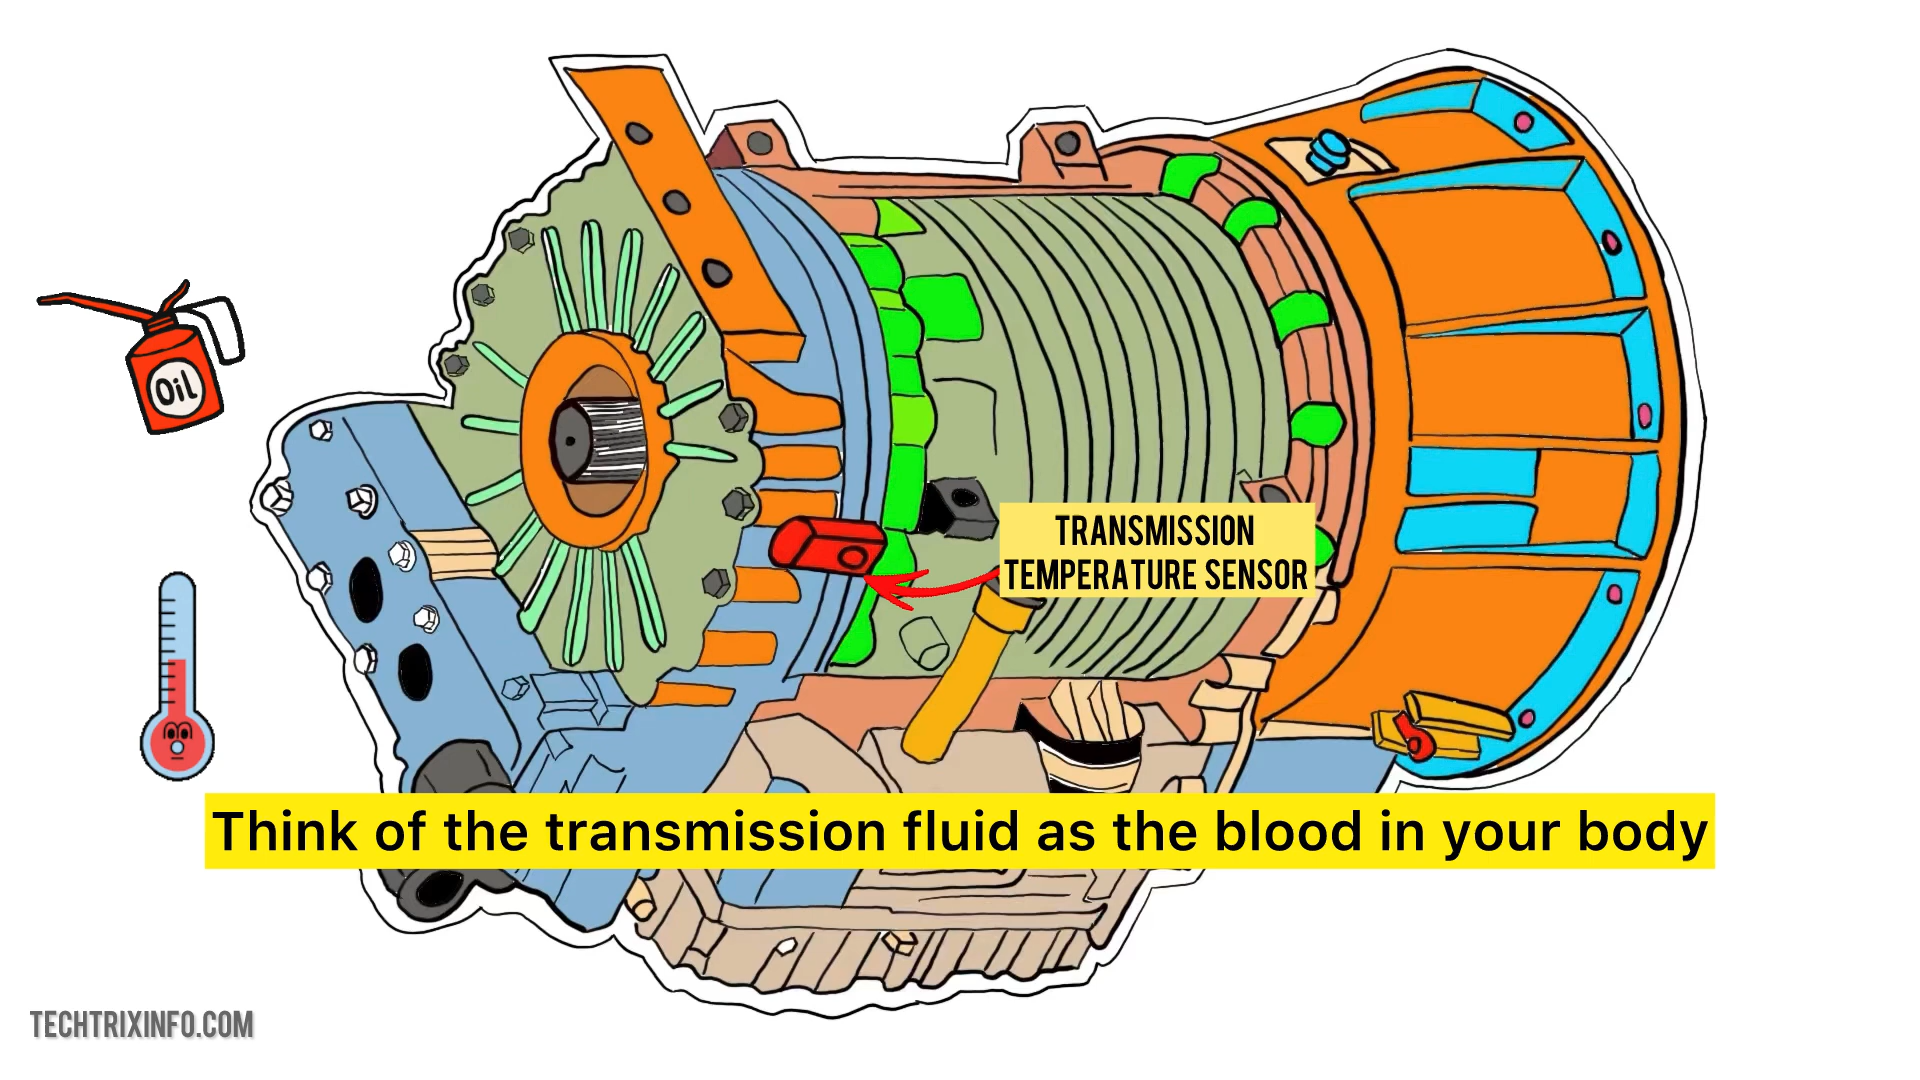 OiL
TRANSMISSION
TEMPERATURE SENSOR
Think of the transmission fluid as the blood in your body
TECHTRIXINFO.COM